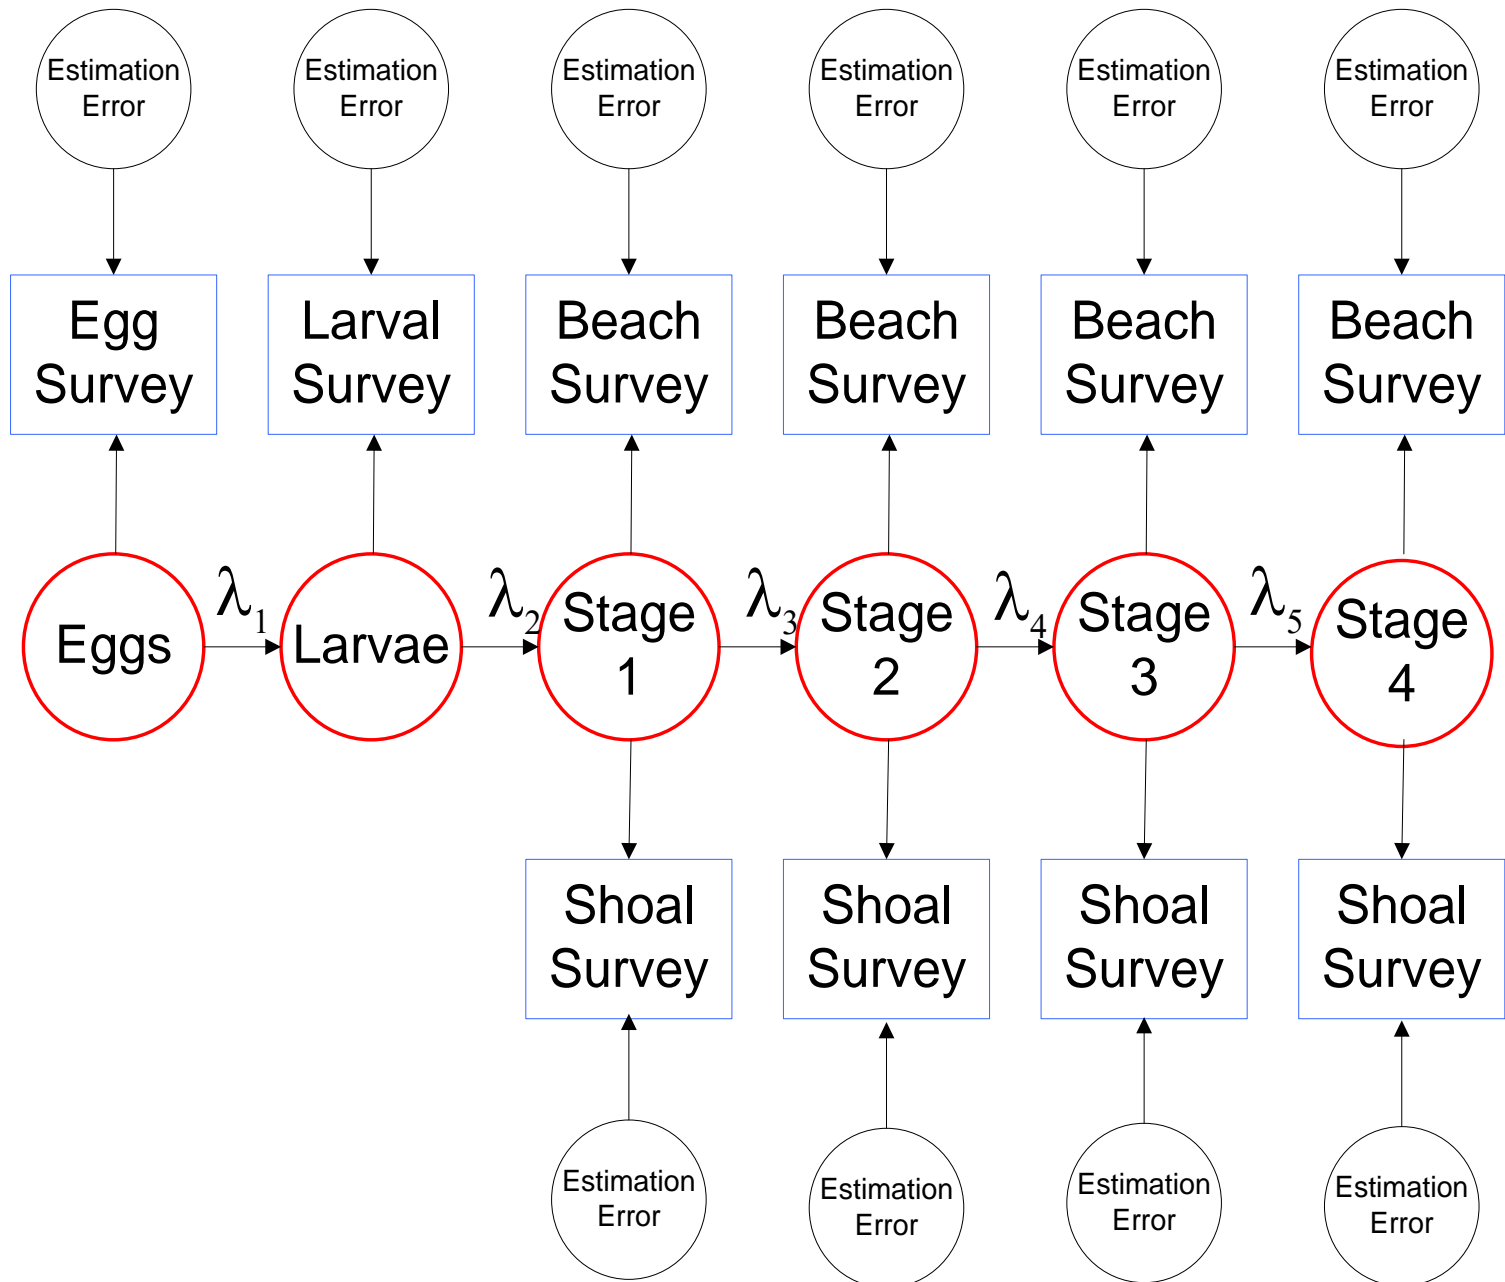 Estimation
Error
Estimation
Error
Estimation
Error
Estimation
Error
Estimation
Error
Estimation
Error
Egg
Survey
Larval
Survey
Beach
Survey
Beach
Survey
Beach
Survey
Beach
Survey
Eggs
λ₁
Larvae
λ₂
Stage
1
λ₃
Stage
2
λ₄
Stage
3
λ₅
Stage
4
Shoal
Survey
Shoal
Survey
Shoal
Survey
Shoal
Survey
Estimation
Error
Estimation
Error
Estimation
Error
Estimation
Error